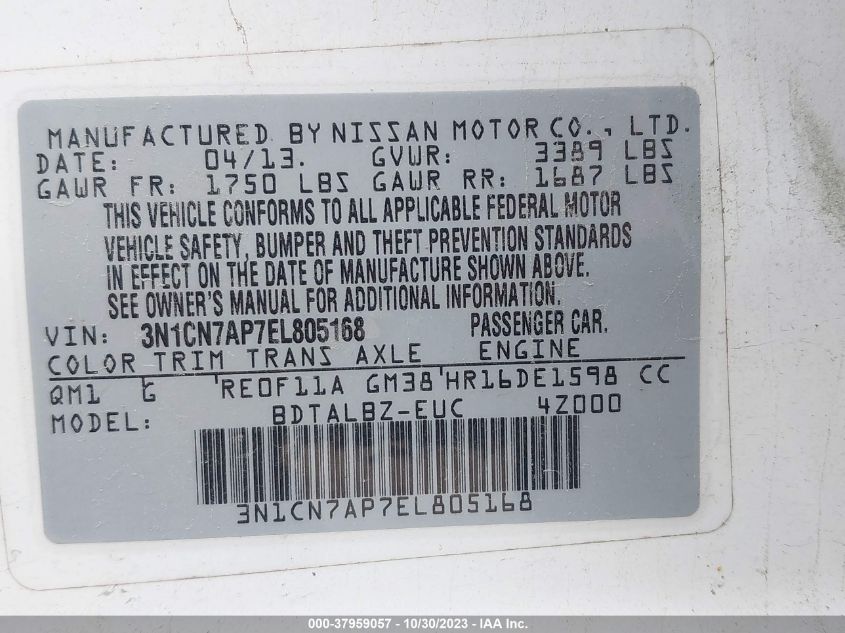 MANUFACTURED BY NISSAN MOTOR CO., LTD.
DATE: 04/13. GVWR: 3389 LBS
GAWR FR: 1750 LBS GAWR RR: 1687 LBS
THIS VEHICLE CONFORMS TO ALL APPLICABLE FEDERAL MOTOR
VEHICLE SAFETY, BUMPER AND THEFT PREVENTION STANDARDS
IN EFFECT ON THE DATE OF MANUFACTURE SHOWN ABOVE.
SEE OWNER'S MANUAL FOR ADDITIONAL INFORMATION.
VIN: 3N1CN7AP7EL805168 PASSENGER CAR.
COLOR TRIM TRANS AXLE ENGINE
QM1 G RE0F11A GM38 HR16DE1598 CC
MODEL: BDTALBZ-EUC 4Z000
3N1CN7AP7EL805168
000-37959057 - 10/30/2023 - IAA Inc.